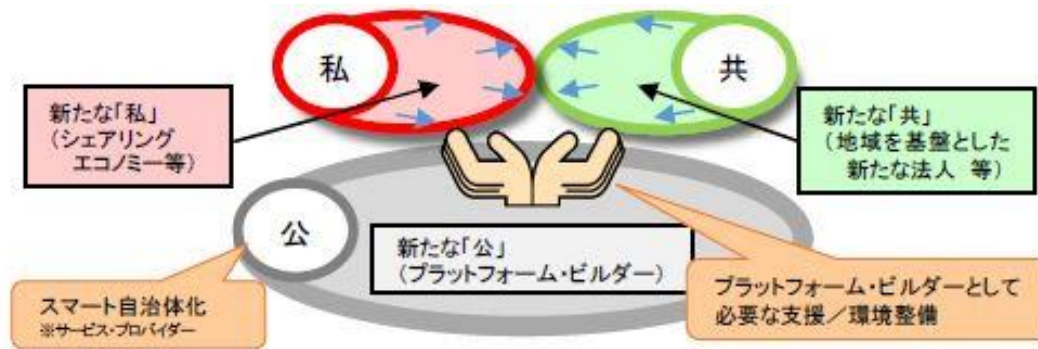 私
共
新たな「私」
(シェアリング
エコノミー等)
新たな「共」
(地域を基盤とした
新たな法人 等)
公
新たな「公」
(プラットフォーム・ビルダー)
スマート自治体化
※サービス・プロバイダー
プラットフォーム・ビルダーとして
必要な支援／環境整備